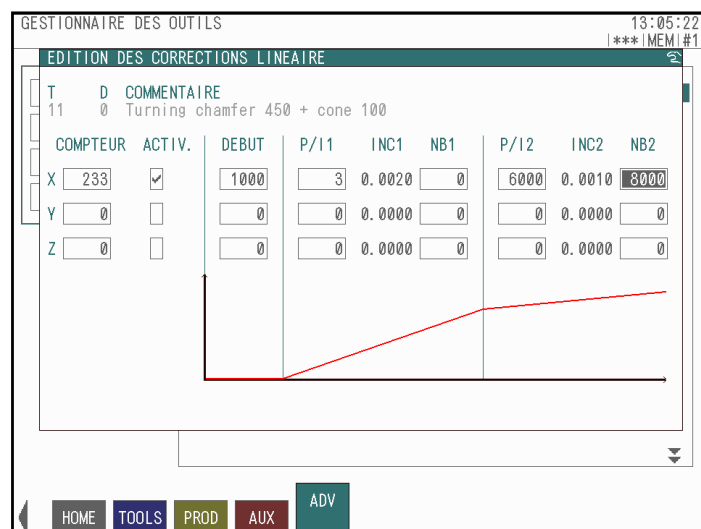 GESTIONNAIRE DES OUTILS 13:05:22
|***|MEM|#1
EDITION DES CORRECTIONS LINEAIRE
T D COMMENTAIRE
11 0 Turning chamfer 450 + cone 100
COMPTEUR ACTIV. DEBUT P/I1 INC1 NB1 P/I2 INC2 NB2
X 233 1000 3 0.0020 0 6000 0.0010 8000
Y 0 0 0 0.0000 0 0 0.0000 0
Z 0 0 0 0.0000 0 0 0.0000 0
HOME TOOLS PROD AUX ADV